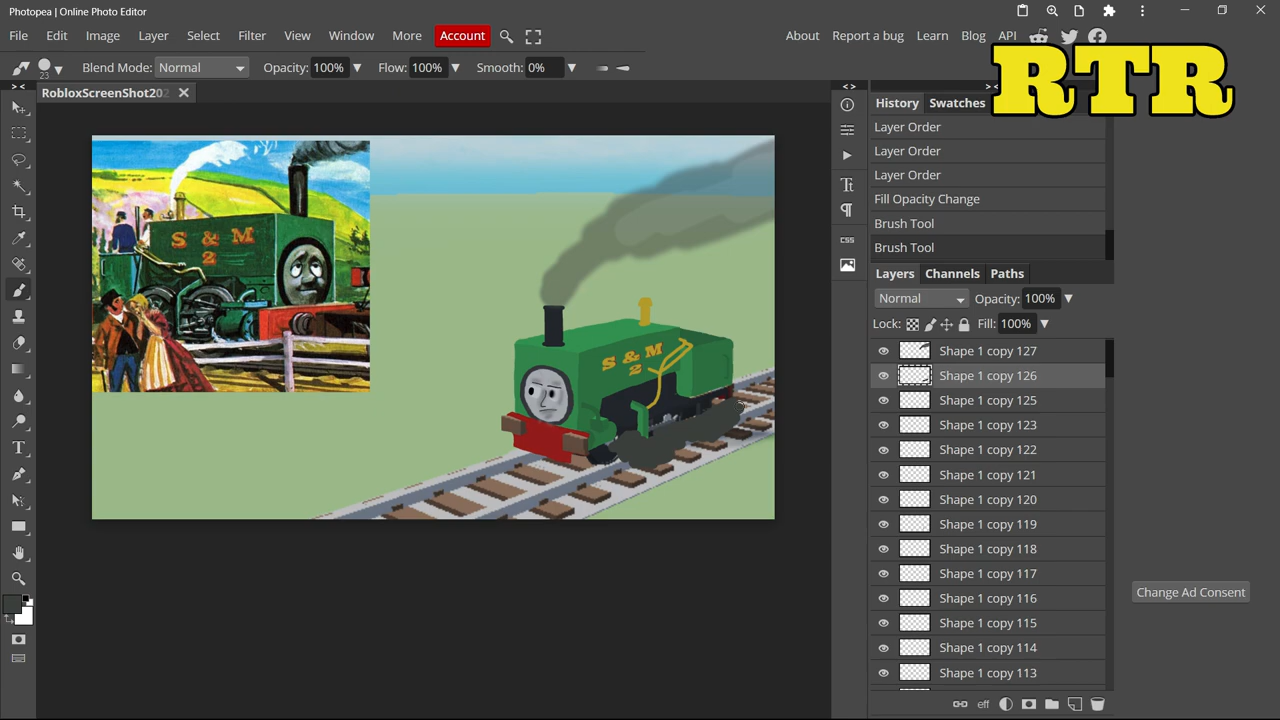 Photopea | Online Photo Editor
File Edit Image Layer Select Filter View Window More Account
About Report a bug Learn Blog API
RTR
23 Blend Mode: Normal Opacity: 100% Flow: 100% Smooth: 0%
RobloxScreenShot202
History Swatches
Layer Order
Layer Order
Layer Order
Fill Opacity Change
Brush Tool
Brush Tool
CSS
Layers Channels Paths
Normal Opacity: 100%
Lock: Fill: 100%
Shape 1 copy 127
Shape 1 copy 126
Shape 1 copy 125
Shape 1 copy 123
Shape 1 copy 122
Shape 1 copy 121
Shape 1 copy 120
Shape 1 copy 119
Shape 1 copy 118
Shape 1 copy 117
Shape 1 copy 116
Shape 1 copy 115
Shape 1 copy 114
Shape 1 copy 113
eff
Change Ad Consent
S & M
2
S & M
2